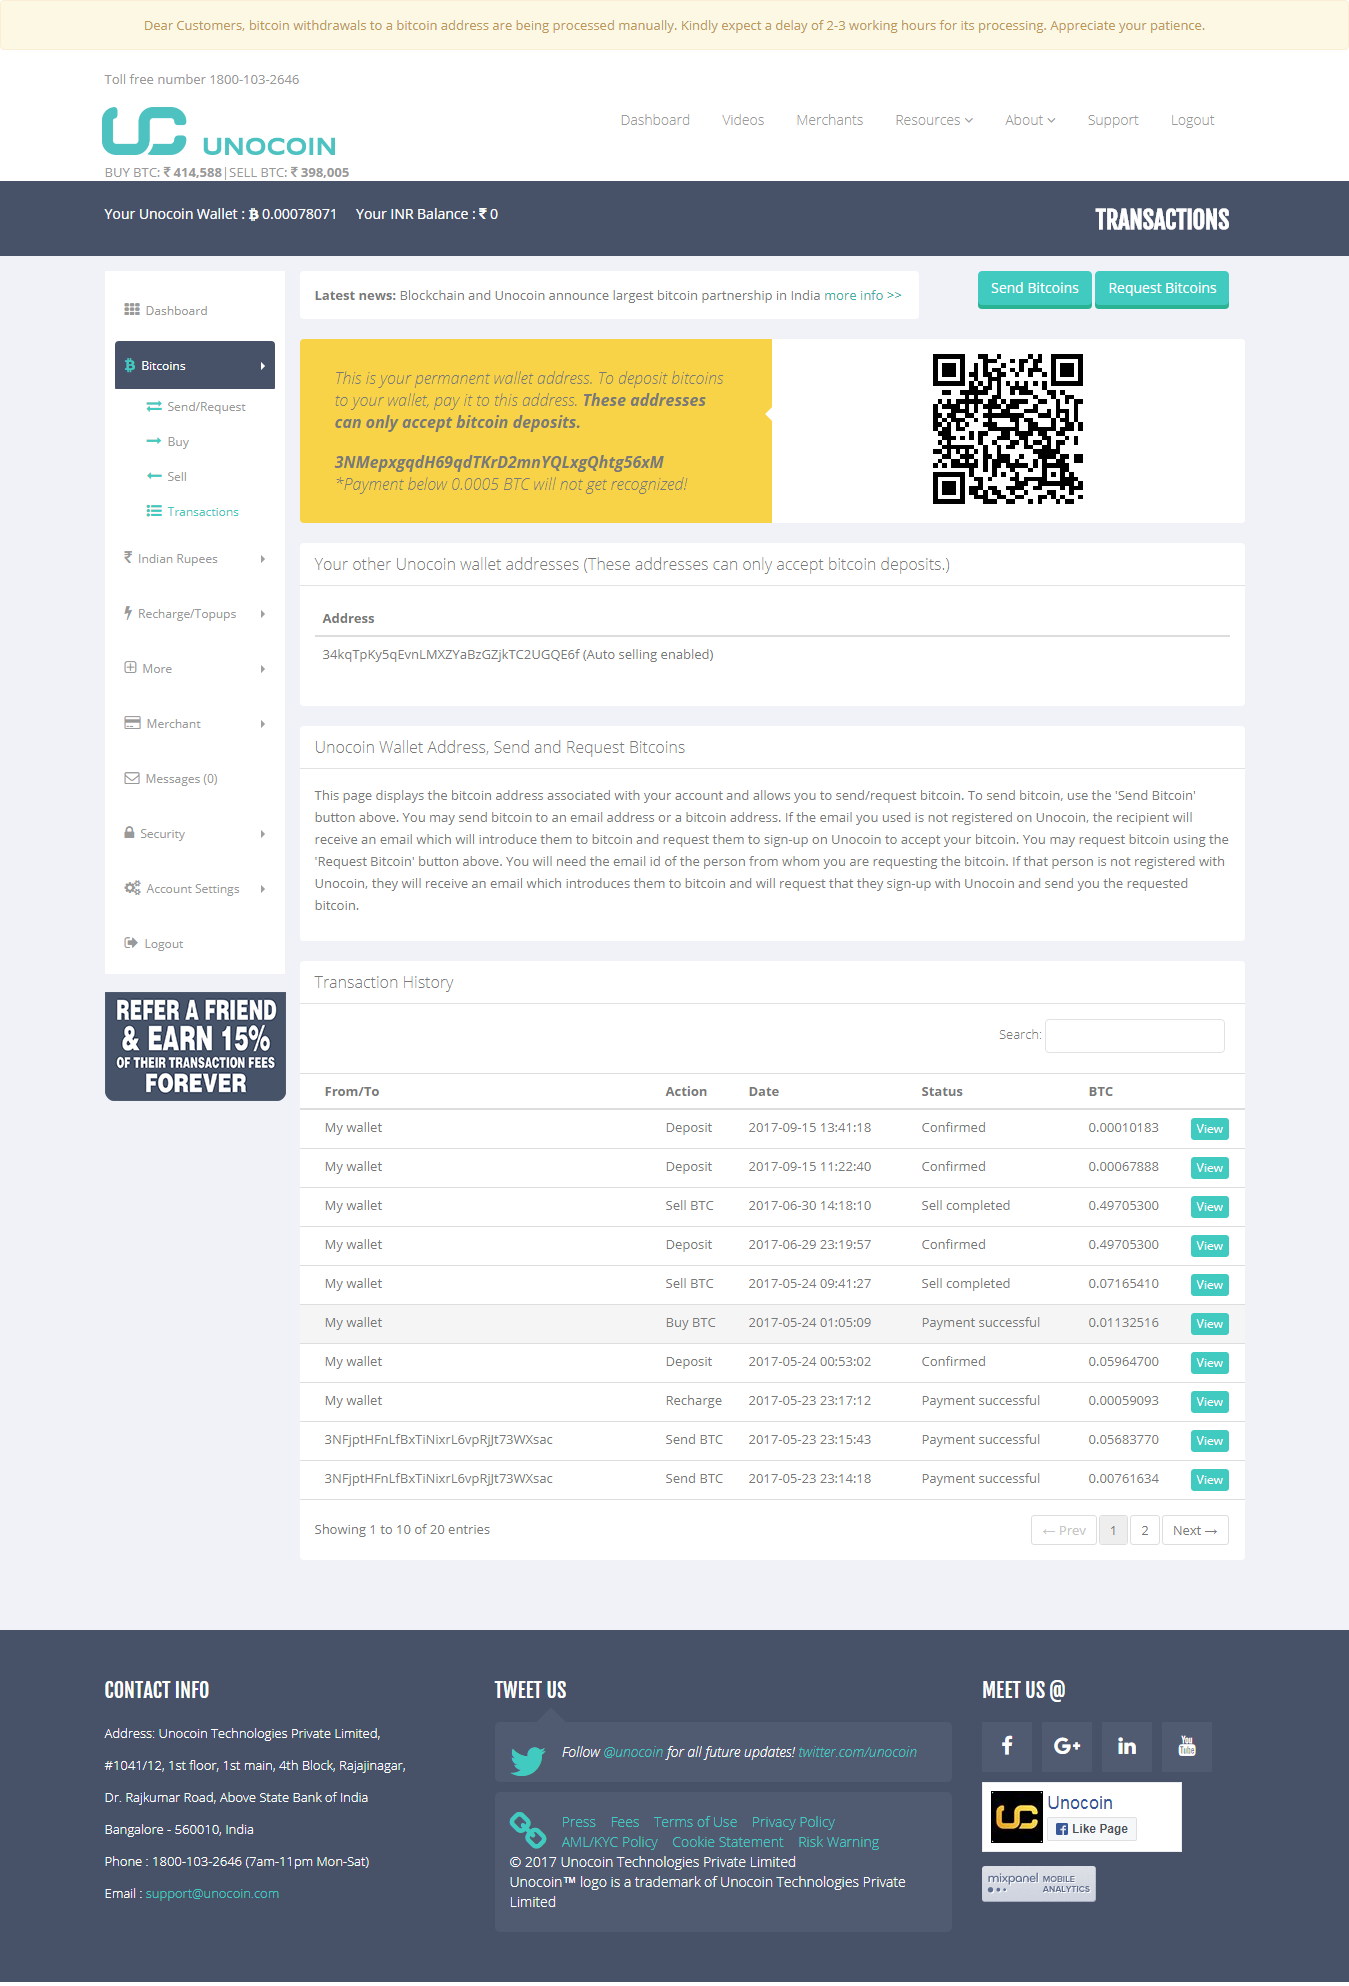 Dear Customers, bitcoin withdrawals to a bitcoin address are being processed manually. Kindly expect a delay of 2-3 working hours for its processing. Appreciate your patience.
Toll free number 1800-103-2646
UNOCOIN
Dashboard Videos Merchants Resources About Support Logout
BUY BTC: ₹ 414,588|SELL BTC: ₹ 398,005
Your Unocoin Wallet : ₿ 0.00078071 Your INR Balance : ₹ 0
TRANSACTIONS
Dashboard
Bitcoins
Send/Request
Buy
Sell
Transactions
Indian Rupees
Recharge/Topups
More
Merchant
Messages (0)
Security
Account Settings
Logout
REFER A FRIEND
& EARN 15%
OF THEIR TRANSACTION FEES
FOREVER
Latest news: Blockchain and Unocoin announce largest bitcoin partnership in India more info >>
Send Bitcoins Request Bitcoins
This is your permanent wallet address. To deposit bitcoins
to your wallet, pay it to this address. These addresses
can only accept bitcoin deposits.
3NMepxgqdH69qdTKrD2mnYQLxgQhtg56xM
*Payment below 0.0005 BTC will not get recognized!
Your other Unocoin wallet addresses (These addresses can only accept bitcoin deposits.)
Address
34kqTpKy5qEvnLMXZYaBzGZjkTC2UGQE6f (Auto selling enabled)
Unocoin Wallet Address, Send and Request Bitcoins
This page displays the bitcoin address associated with your account and allows you to send/request bitcoin. To send bitcoin, use the 'Send Bitcoin'
button above. You may send bitcoin to an email address or a bitcoin address. If the email you used is not registered on Unocoin, the recipient will
receive an email which will introduce them to bitcoin and request them to sign-up on Unocoin to accept your bitcoin. You may request bitcoin using the
'Request Bitcoin' button above. You will need the email id of the person from whom you are requesting the bitcoin. If that person is not registered with
Unocoin, they will receive an email which introduces them to bitcoin and will request that they sign-up with Unocoin and send you the requested
bitcoin.
Transaction History
Search:
From/To Action Date Status BTC
My wallet Deposit 2017-09-15 13:41:18 Confirmed 0.00010183 View
My wallet Deposit 2017-09-15 11:22:40 Confirmed 0.00067888 View
My wallet Sell BTC 2017-06-30 14:18:10 Sell completed 0.49705300 View
My wallet Deposit 2017-06-29 23:19:57 Confirmed 0.49705300 View
My wallet Sell BTC 2017-05-24 09:41:27 Sell completed 0.07165410 View
My wallet Buy BTC 2017-05-24 01:05:09 Payment successful 0.01132516 View
My wallet Deposit 2017-05-24 00:53:02 Confirmed 0.05964700 View
My wallet Recharge 2017-05-23 23:17:12 Payment successful 0.00059093 View
3NFjptHFnLfBxTiNixrL6vpRjJt73WXsac Send BTC 2017-05-23 23:15:43 Payment successful 0.05683770 View
3NFjptHFnLfBxTiNixrL6vpRjJt73WXsac Send BTC 2017-05-23 23:14:18 Payment successful 0.00761634 View
Showing 1 to 10 of 20 entries
← Prev 1 2 Next →
CONTACT INFO
Address: Unocoin Technologies Private Limited,
#1041/12, 1st floor, 1st main, 4th Block, Rajajinagar,
Dr. Rajkumar Road, Above State Bank of India
Bangalore - 560010, India
Phone : 1800-103-2646 (7am-11pm Mon-Sat)
Email : support@unocoin.com
TWEET US
Follow @unocoin for all future updates! twitter.com/unocoin
Press Fees Terms of Use Privacy Policy
AML/KYC Policy Cookie Statement Risk Warning
© 2017 Unocoin Technologies Private Limited
Unocoin™ logo is a trademark of Unocoin Technologies Private
Limited
MEET US @
f G+ in You Tube
Unocoin
Like Page
mixpanel MOBILE
ANALYTICS